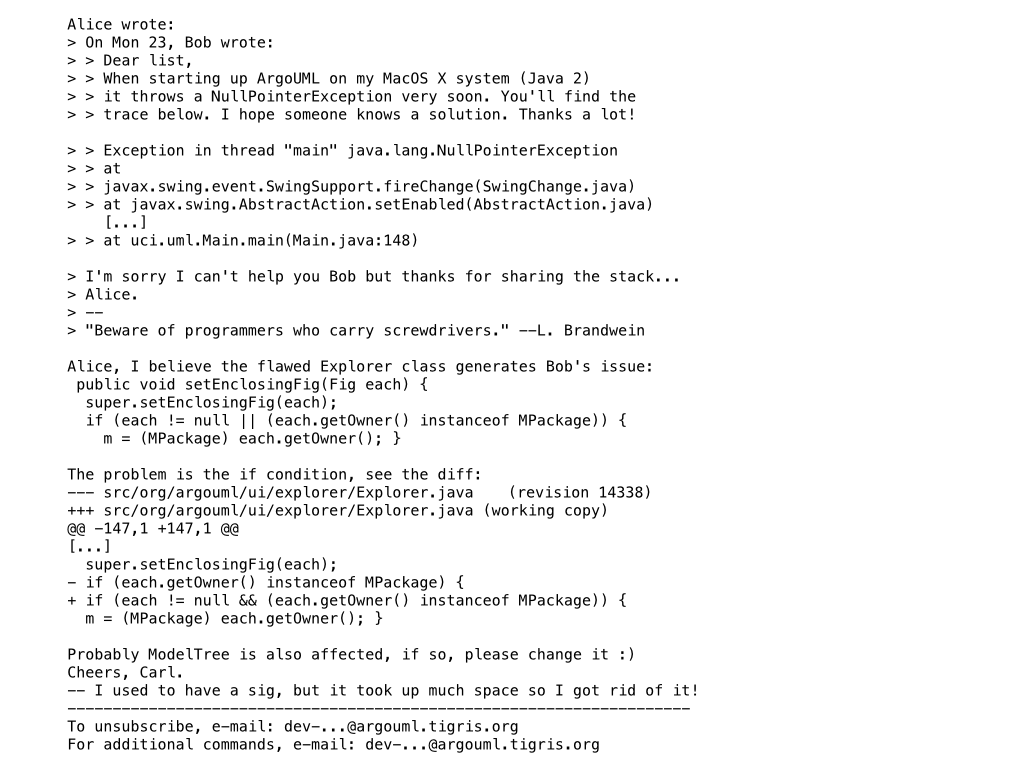 Alice wrote:
> On Mon 23, Bob wrote:
> > Dear list,
> > When starting up ArgoUML on my MacOS X system (Java 2)
> > it throws a NullPointerException very soon. You'll find the
> > trace below. I hope someone knows a solution. Thanks a lot!

> > Exception in thread "main" java.lang.NullPointerException
> > at
> > javax.swing.event.SwingSupport.fireChange(SwingChange.java)
> > at javax.swing.AbstractAction.setEnabled(AbstractAction.java)
    [...]
> > at uci.uml.Main.main(Main.java:148)

> I'm sorry I can't help you Bob but thanks for sharing the stack...
> Alice.
> --
> "Beware of programmers who carry screwdrivers." --L. Brandwein

Alice, I believe the flawed Explorer class generates Bob's issue:
 public void setEnclosingFig(Fig each) {
  super.setEnclosingFig(each);
  if (each != null || (each.getOwner() instanceof MPackage)) {
    m = (MPackage) each.getOwner(); }

The problem is the if condition, see the diff:
--- src/org/argouml/ui/explorer/Explorer.java    (revision 14338)
+++ src/org/argouml/ui/explorer/Explorer.java (working copy)
@@ -147,1 +147,1 @@
[...]
  super.setEnclosingFig(each);
- if (each.getOwner() instanceof MPackage) {
+ if (each != null && (each.getOwner() instanceof MPackage)) {
  m = (MPackage) each.getOwner(); }

Probably ModelTree is also affected, if so, please change it :)
Cheers, Carl.
-- I used to have a sig, but it took up much space so I got rid of it!
---------------------------------------------------------------------
To unsubscribe, e-mail: dev-...@argouml.tigris.org
For additional commands, e-mail: dev-...@argouml.tigris.org